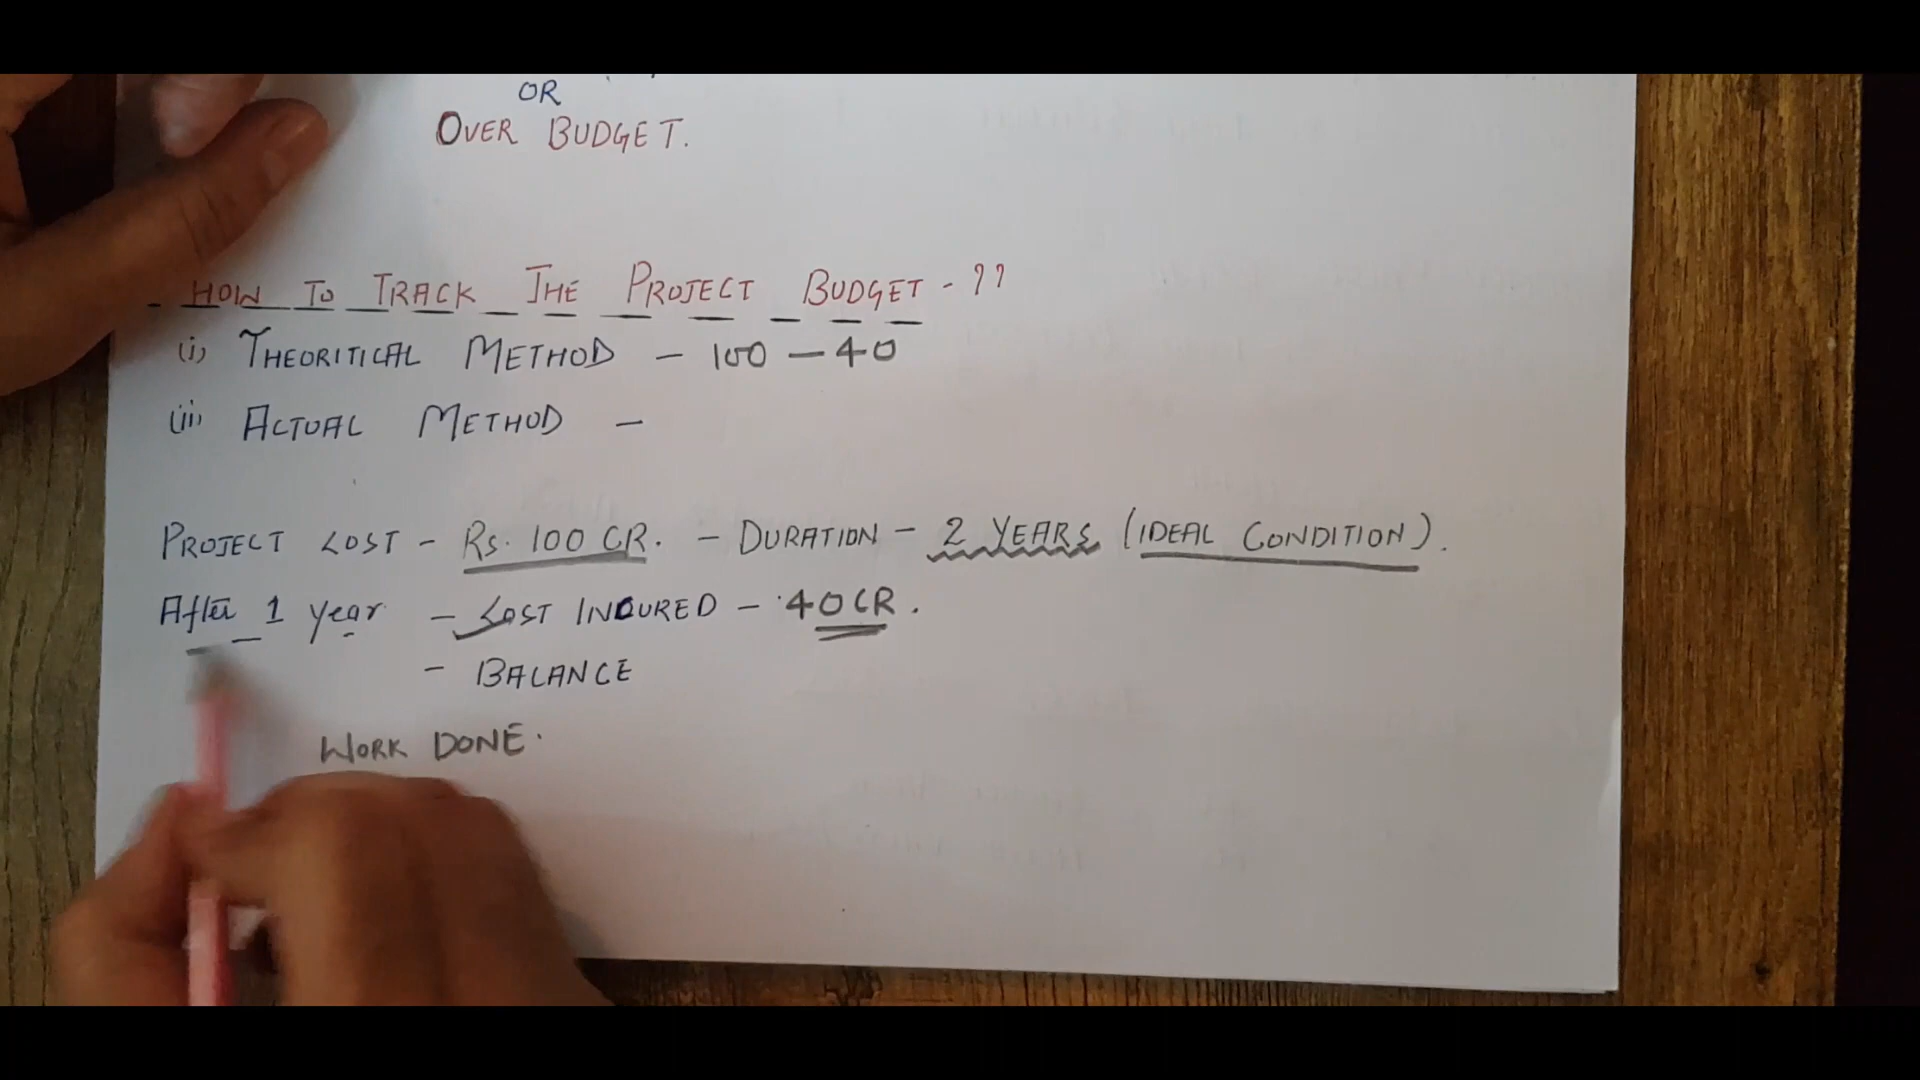 OR
OVER BUDGET.
HOW TO TRACK THE PROJECT BUDGET - ??
(i) THEORITICAL METHOD - 100 - 40
(ii) ACTUAL METHOD -
PROJECT COST - Rs. 100 CR. - DURATION - 2 YEARS (IDEAL CONDITION).
After 1 year - COST INCURED - 40 CR.
- BALANCE
WORK DONE.